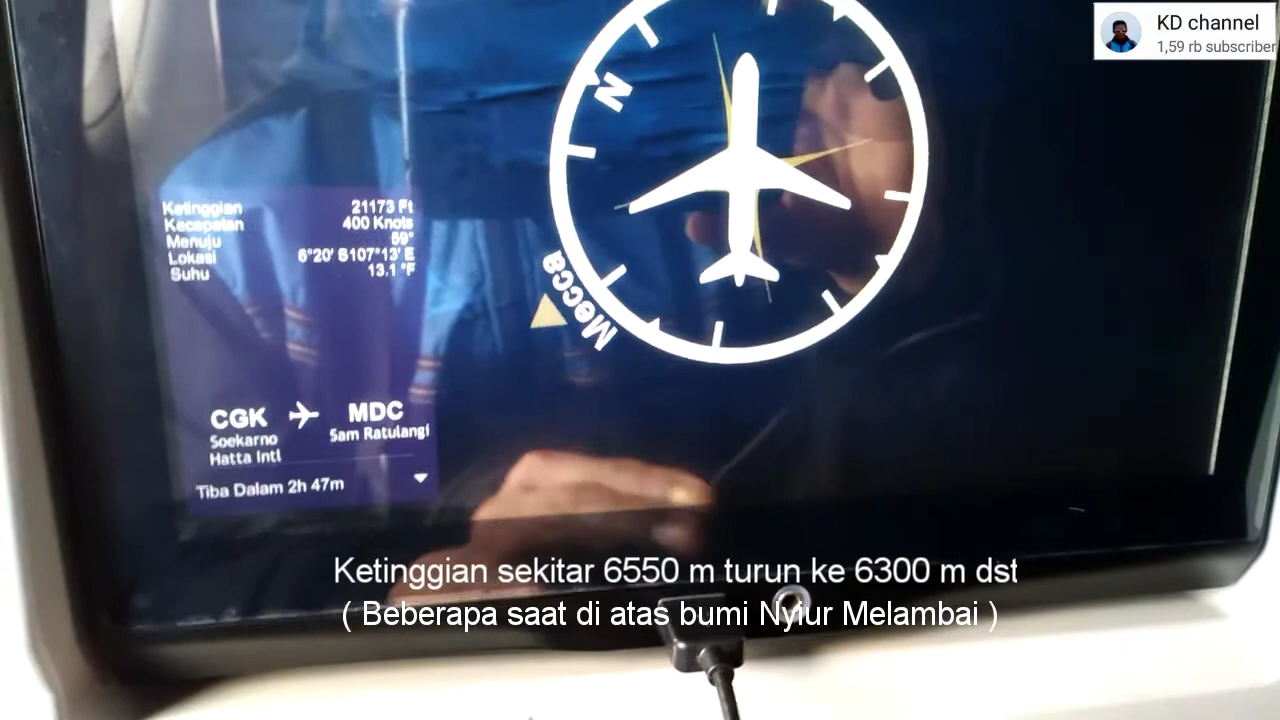 KD channel
1,59 rb subscriber
N
Mecca
Ketinggian 21173 Ft
Kecepatan 400 Knots
Menuju 59°
Lokasi 6°20' S107°13' E
Suhu 13.1 °F
CGK MDC
Soekarno Sam Ratulangi
Hatta Intl
Tiba Dalam 2h 47m
Ketinggian sekitar 6550 m turun ke 6300 m dst
( Beberapa saat di atas bumi Nyiur Melambai )